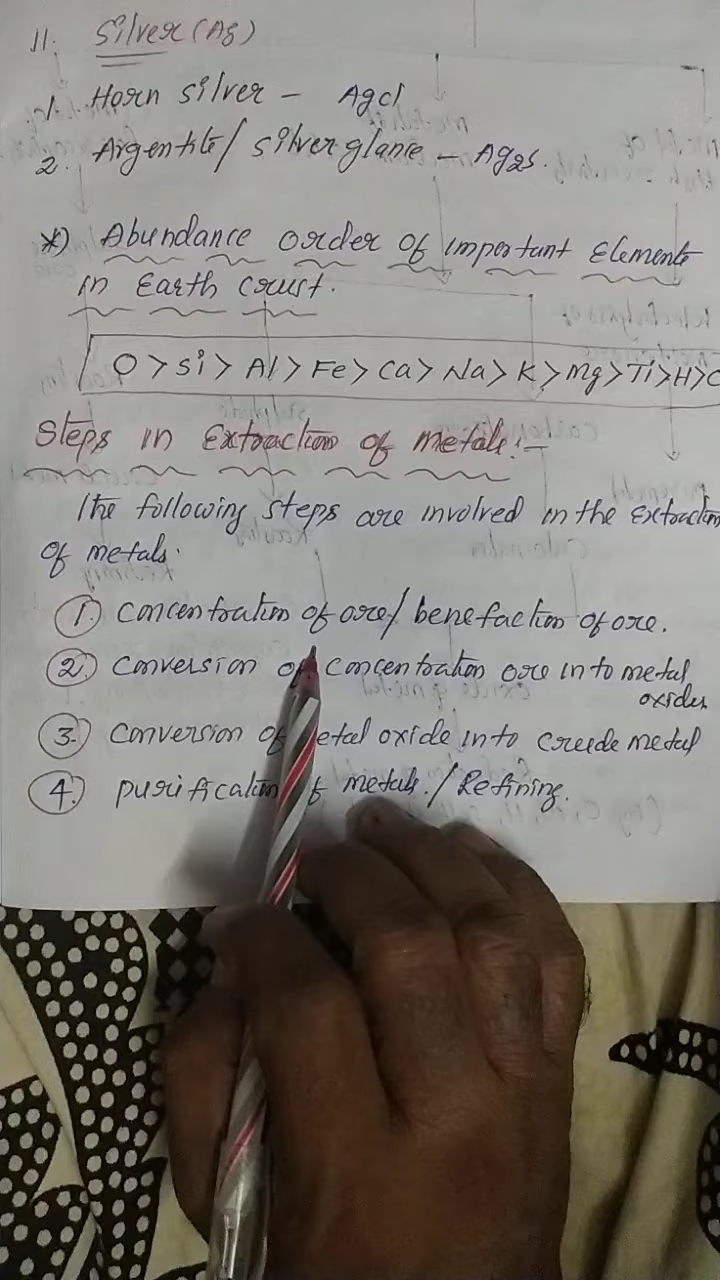 11. Silver (Ag)
1. Horn silver - Agcl
2. Argentite/ silver glanie - Ag2s.
*) Abundance order of important Elements
in Earth crust.
O > Si > Al > Fe > Ca > Na > K > Mg > Ti > H > C
Steps in Extraction of metals:-
The following steps are involved in the Extraction
of metals.
1. concentration of ore/ benefaction of ore.
2. conversion of concentration ore in to metal
oxides
3. conversion of metal oxide into crude metal
4. purification of metals./ Refining.